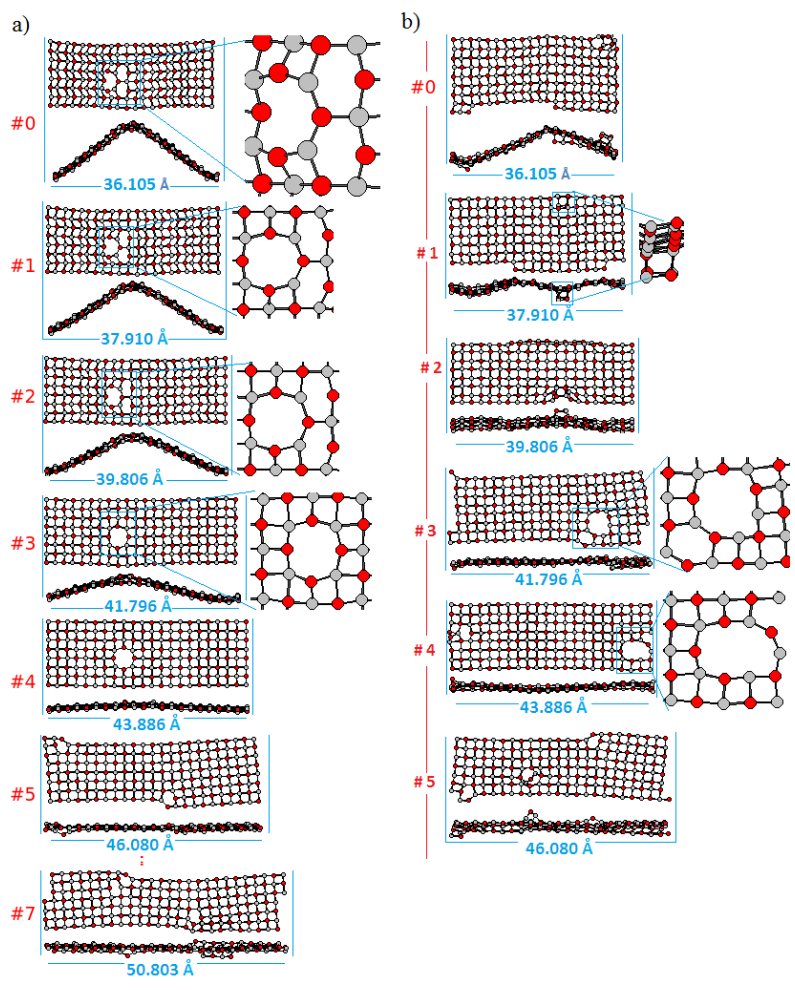 a)
#0
36.105 Å
#1
37.910 Å
#2
39.806 Å
#3
41.796 Å
#4
43.886 Å
#5
46.080 Å
#7
50.803 Å
b)
#0
36.105 Å
#1
37.910 Å
#2
39.806 Å
#3
41.796 Å
#4
43.886 Å
#5
46.080 Å